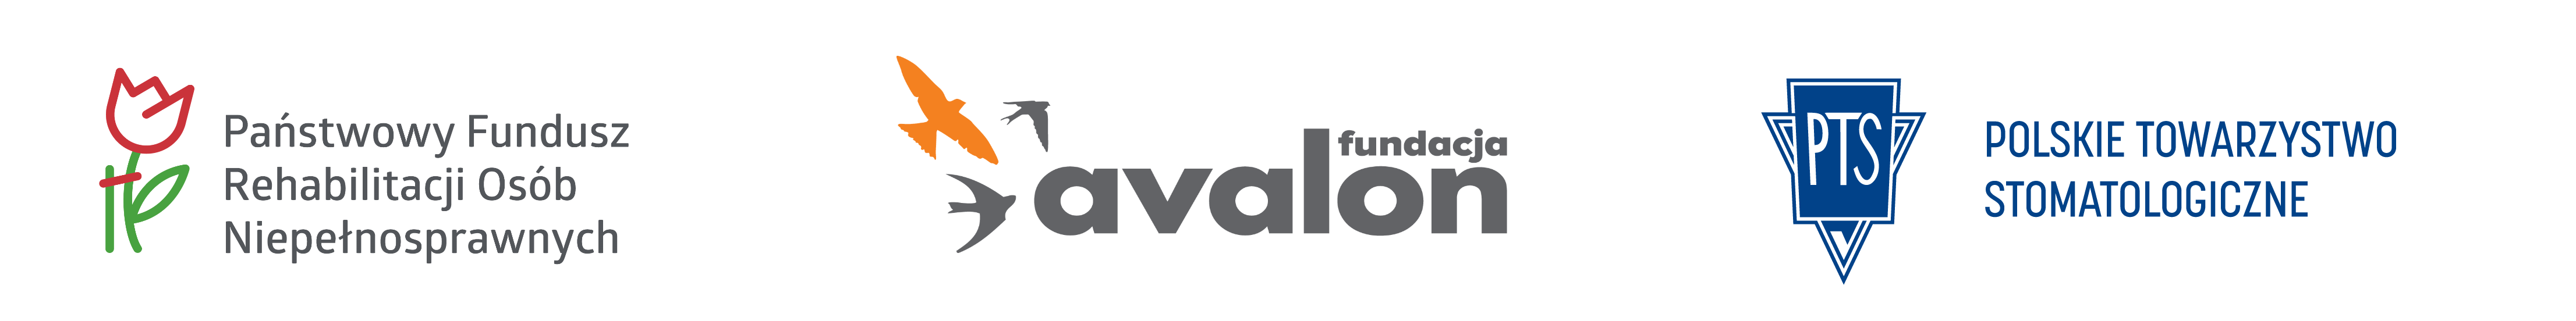 Państwowy Fundusz
Rehabilitacji Osób
Niepełnosprawnych
fundacja
avalon
PTS
POLSKIE TOWARZYSTWO
STOMATOLOGICZNE